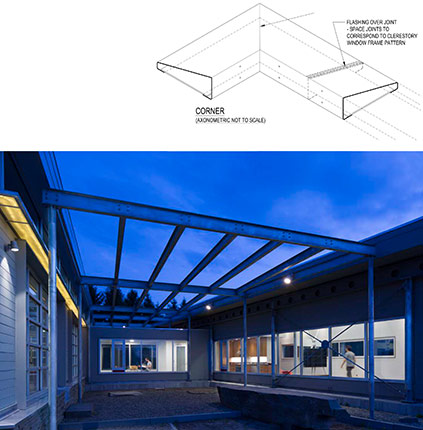 FLASHING OVER JOINT
- SPACE JOINTS TO
CORRESPOND TO CLERESTORY
WINDOW FRAME PATTERN
CORNER
(AXONOMETRIC NOT TO SCALE)